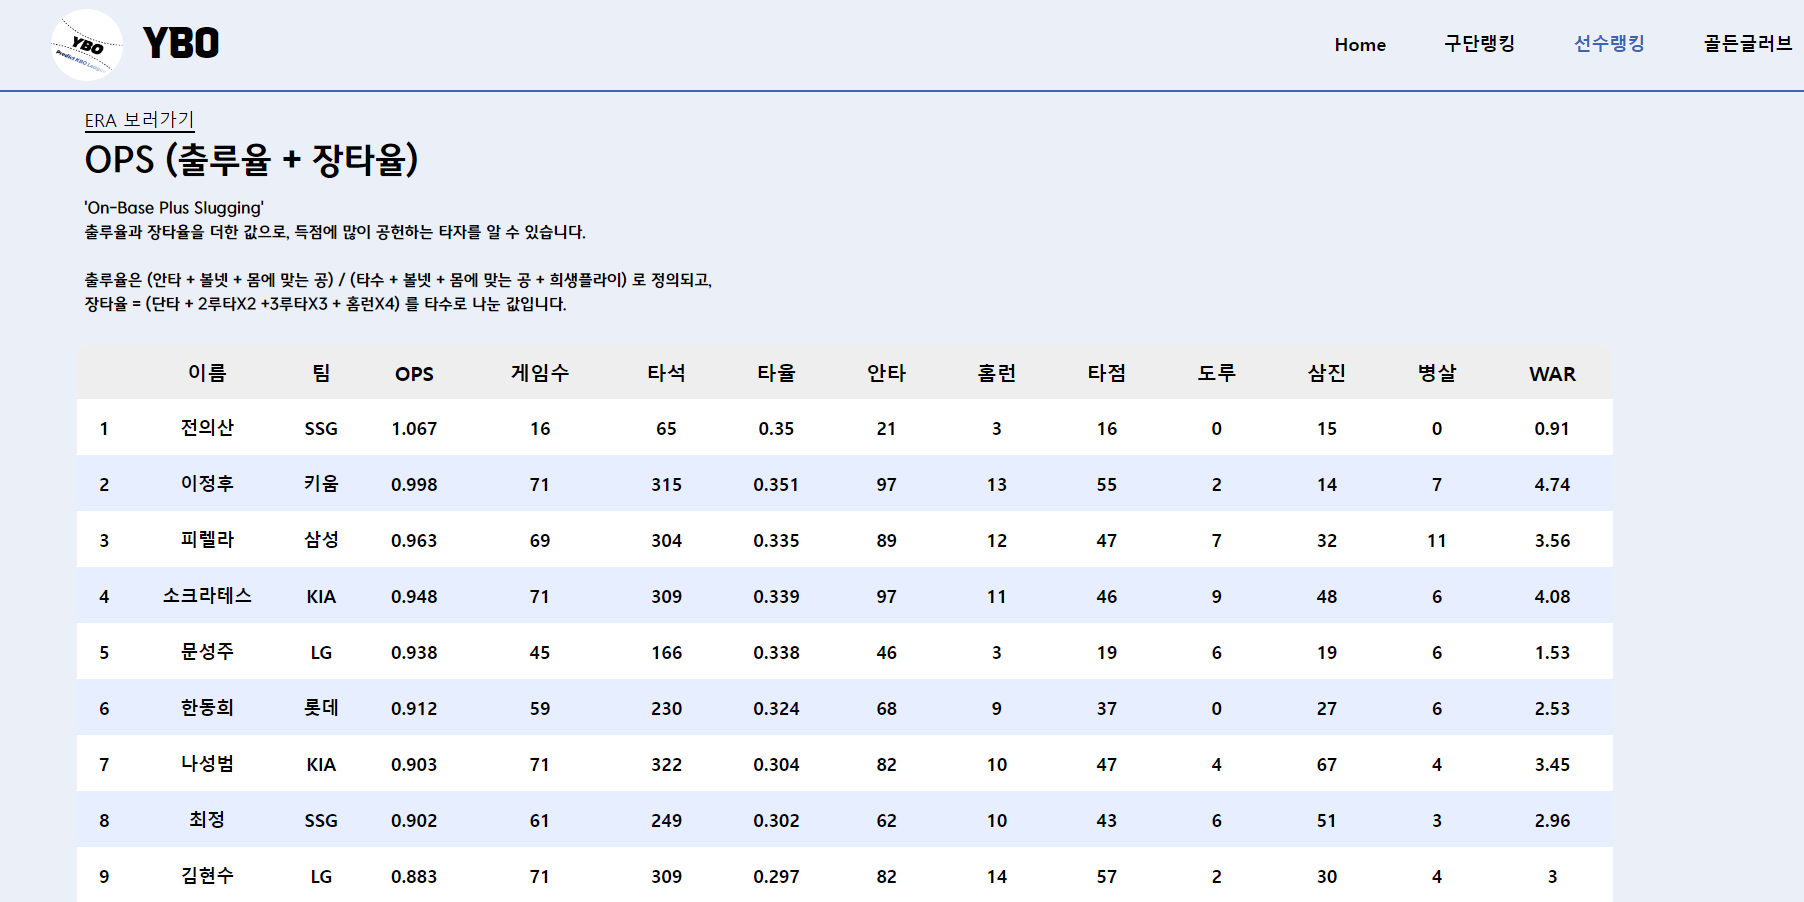 YBO
Predict KBO League
YBO
Home 구단랭킹 선수랭킹 골든글러브
ERA 보러가기
OPS (출루율 + 장타율)
'On-Base Plus Slugging'
출루율과 장타율을 더한 값으로, 득점에 많이 공헌하는 타자를 알 수 있습니다.
출루율은 (안타 + 볼넷 + 몸에 맞는 공) / (타수 + 볼넷 + 몸에 맞는 공 + 희생플라이) 로 정의되고,
장타율 = (단타 + 2루타X2 +3루타X3 + 홈런X4) 를 타수로 나눈 값입니다.
이름 팀 OPS 게임수 타석 타율 안타 홈런 타점 도루 삼진 병살 WAR
1 전의산 SSG 1.067 16 65 0.35 21 3 16 0 15 0 0.91
2 이정후 키움 0.998 71 315 0.351 97 13 55 2 14 7 4.74
3 피렐라 삼성 0.963 69 304 0.335 89 12 47 7 32 11 3.56
4 소크라테스 KIA 0.948 71 309 0.339 97 11 46 9 48 6 4.08
5 문성주 LG 0.938 45 166 0.338 46 3 19 6 19 6 1.53
6 한동희 롯데 0.912 59 230 0.324 68 9 37 0 27 6 2.53
7 나성범 KIA 0.903 71 322 0.304 82 10 47 4 67 4 3.45
8 최정 SSG 0.902 61 249 0.302 62 10 43 6 51 3 2.96
9 김현수 LG 0.883 71 309 0.297 82 14 57 2 30 4 3